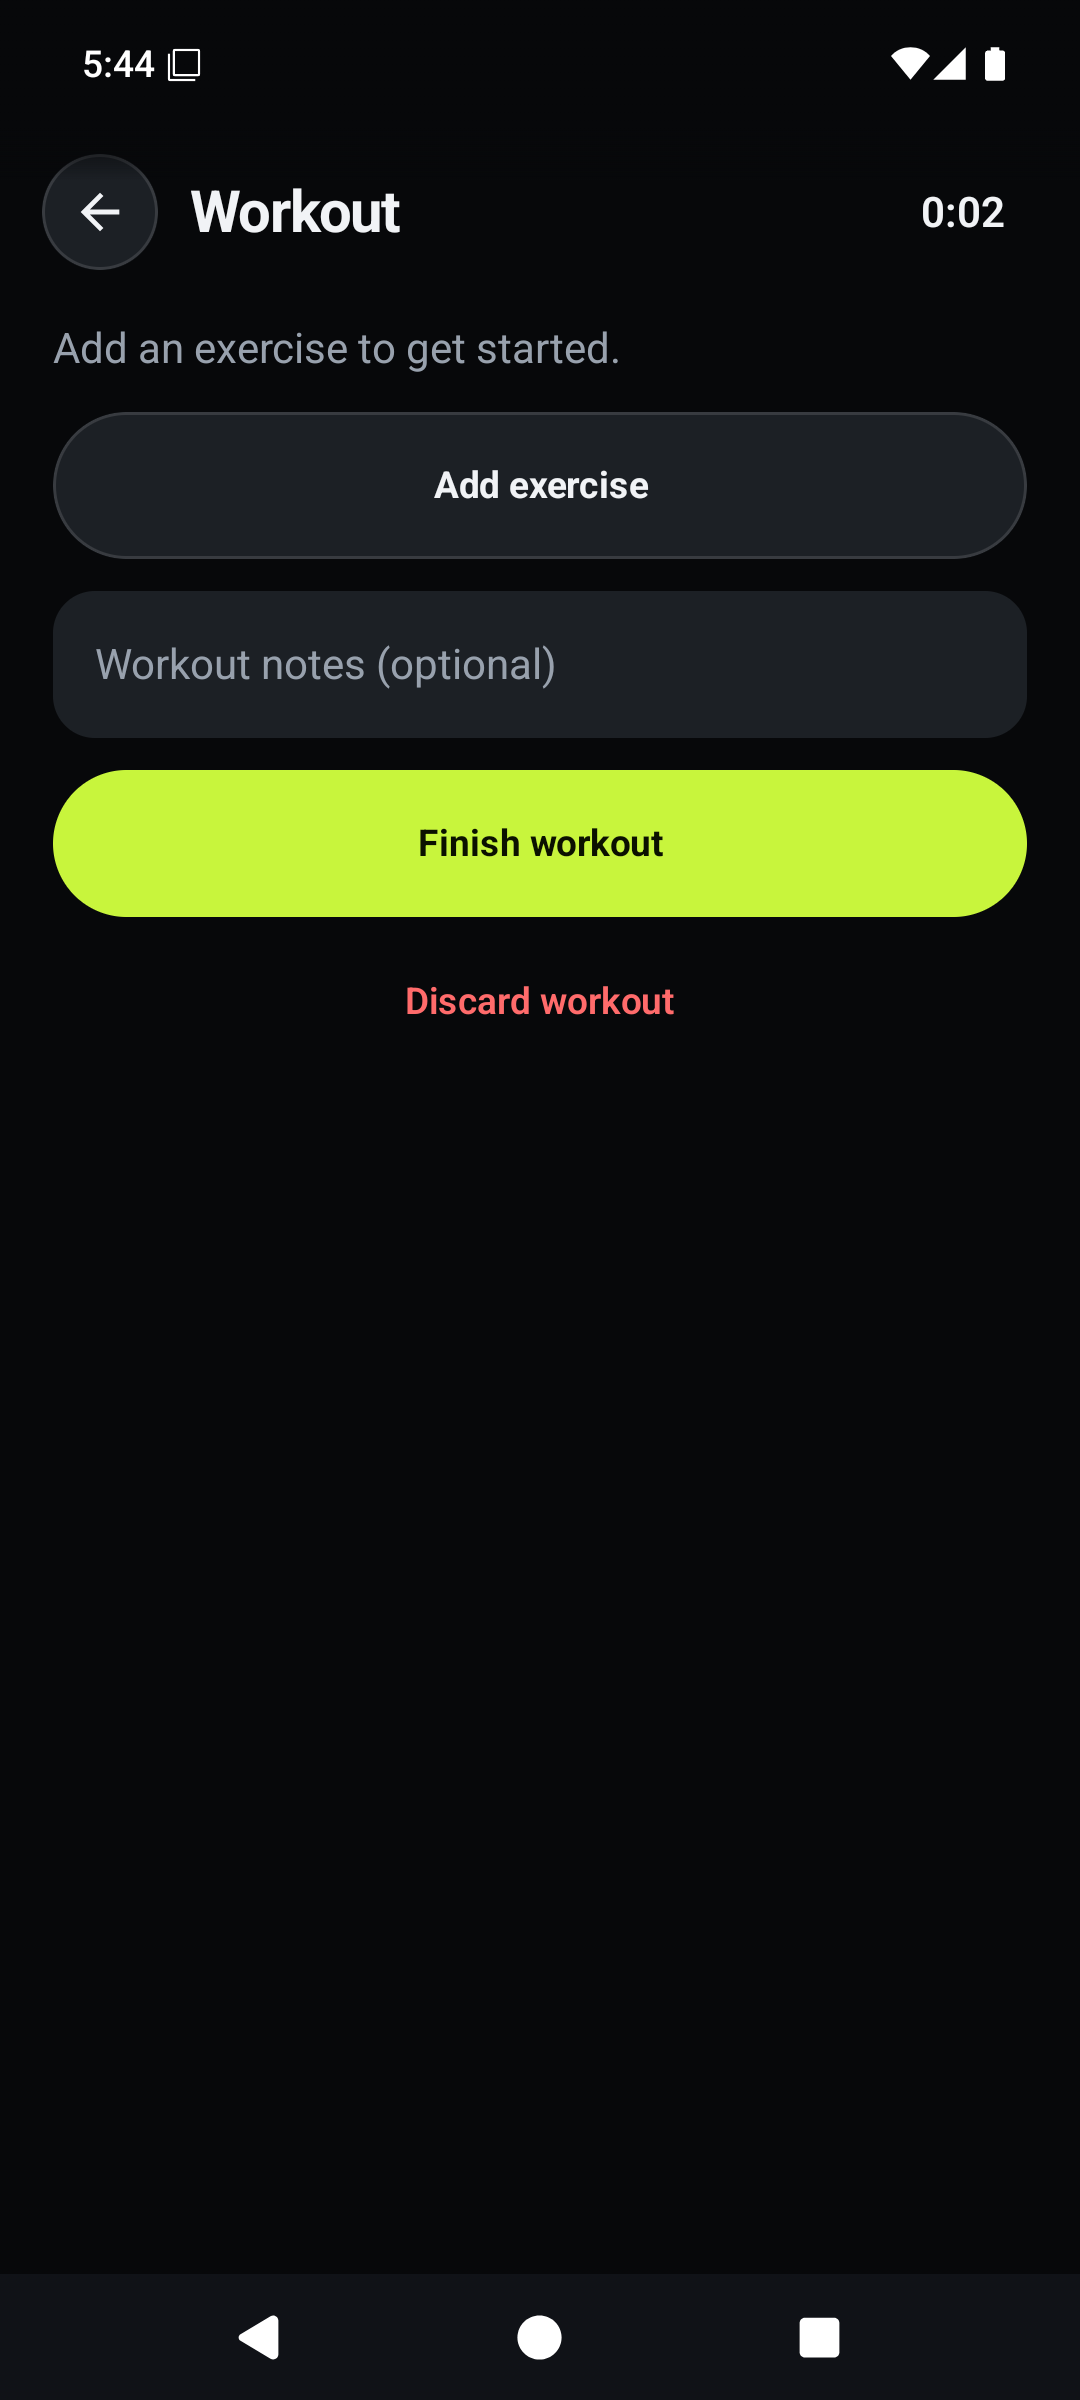 5:44
Workout
0:02
Add an exercise to get started.
Add exercise
Workout notes (optional)
Finish workout
Discard workout